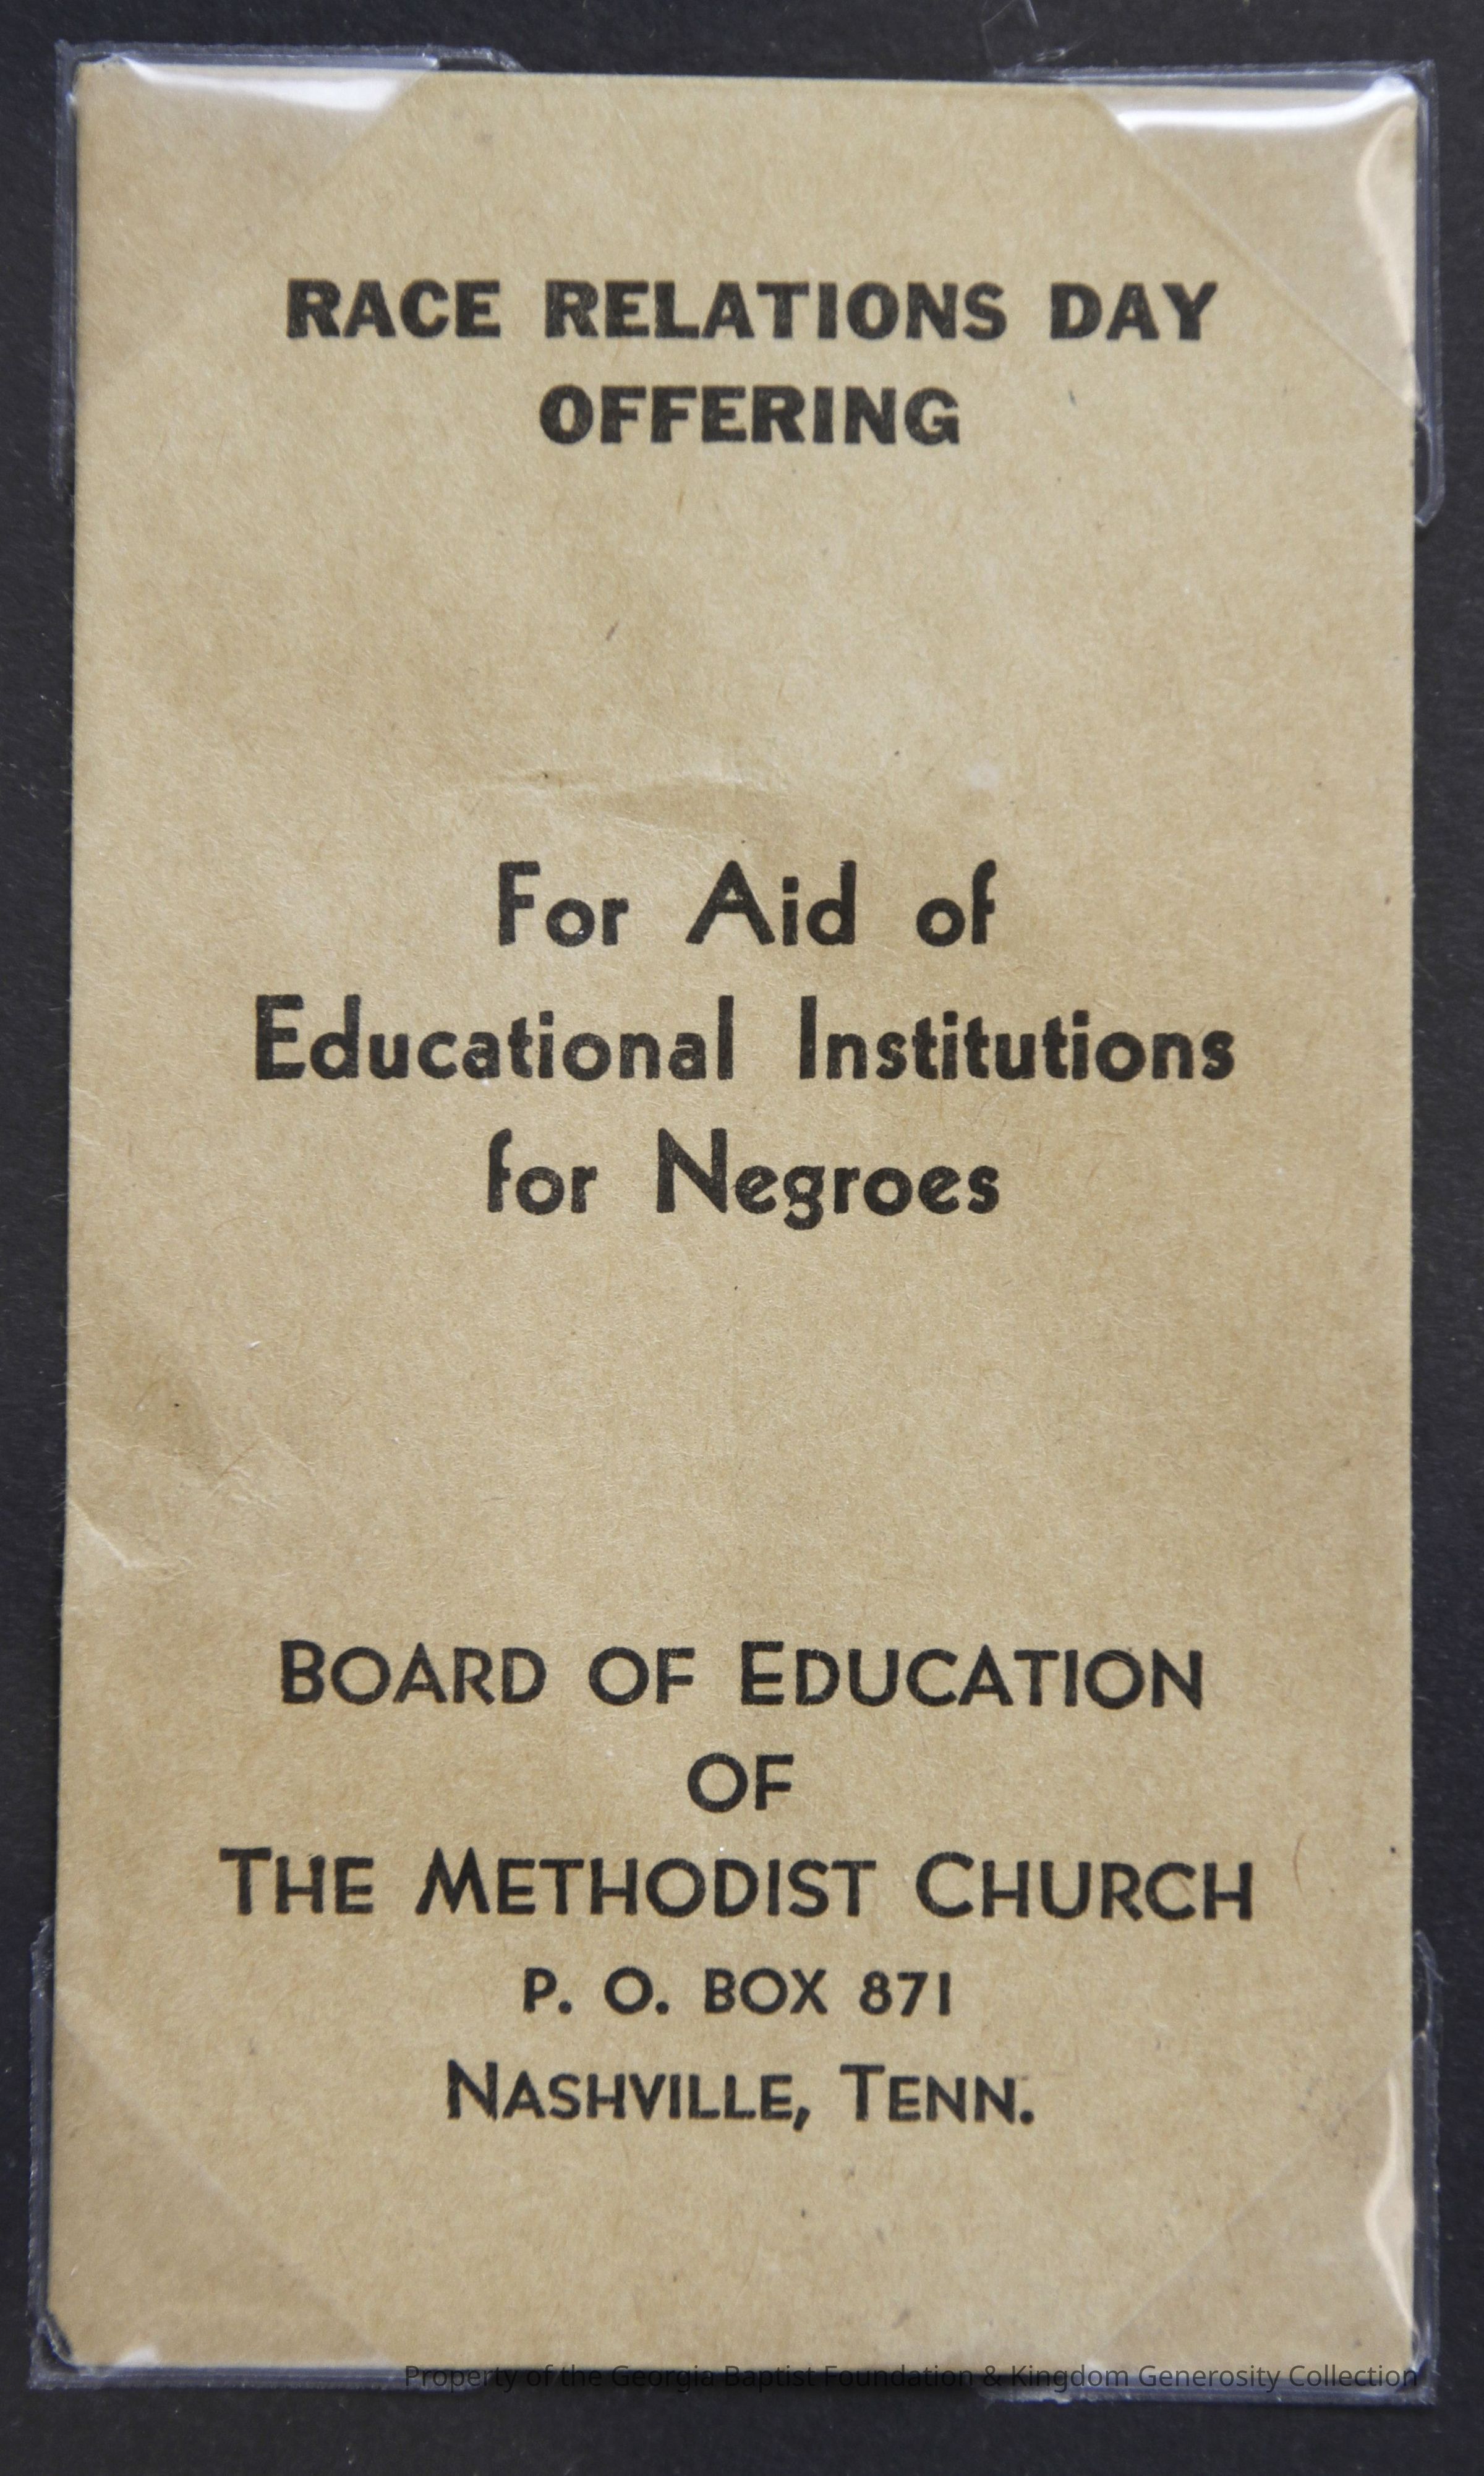 RACE RELATIONS DAY
OFFERING
For Aid of
Educational Institutions
for Negroes
BOARD OF EDUCATION
OF
THE METHODIST CHURCH
P. O. BOX 871
NASHVILLE, TENN.
Property of the Georgia Baptist Foundation & Kingdom Generosity Collection